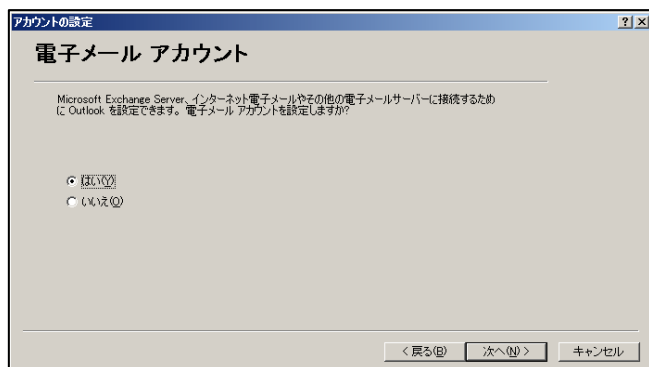 アカウントの設定
電子メール アカウント
Microsoft Exchange Server、インターネット電子メールやその他の電子メールサーバーに接続するため
に Outlook を設定できます。電子メール アカウントを設定しますか?
はい(Y)
いいえ(O)
< 戻る(B)
次へ(N) >
キャンセル